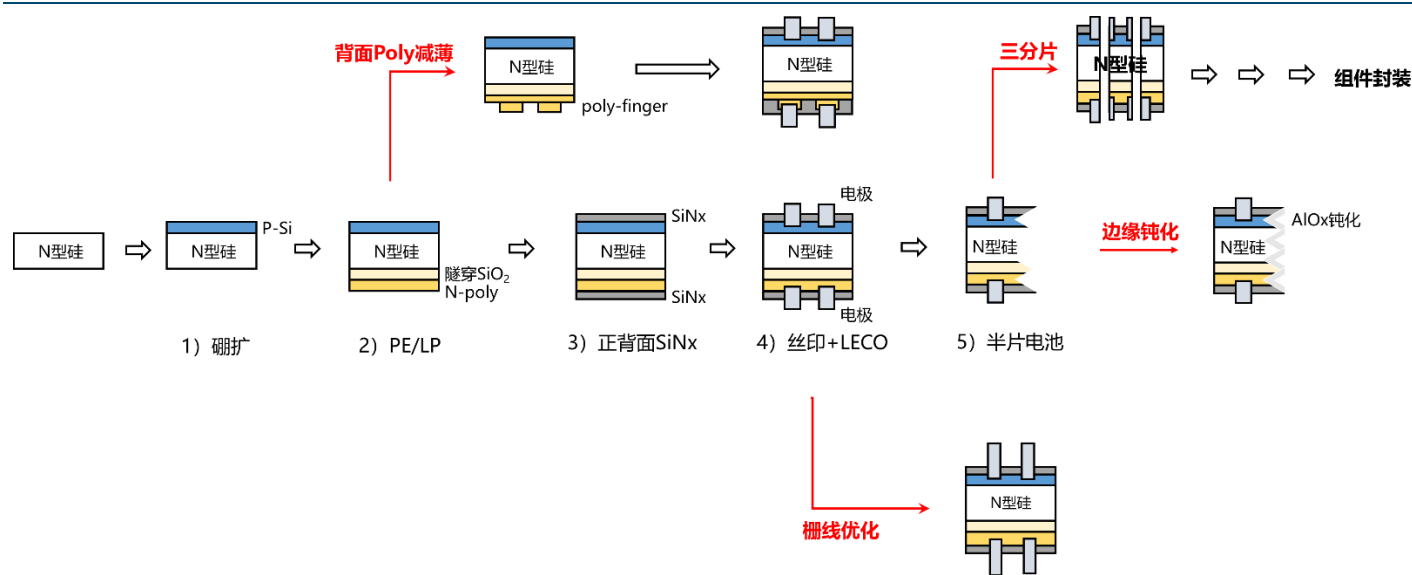 背面Poly减薄
N型硅
poly-finger
N型硅
三分片
N型硅
组件封装
N型硅
P-Si
N型硅
N型硅
隧穿SiO₂
N-poly
SiNx
N型硅
SiNx
电极
N型硅
电极
N型硅
边缘钝化
N型硅
AlOx钝化
1）硼扩
2）PE/LP
3）正背面SiNx
4）丝印+LECO
5）半片电池
栅线优化
N型硅